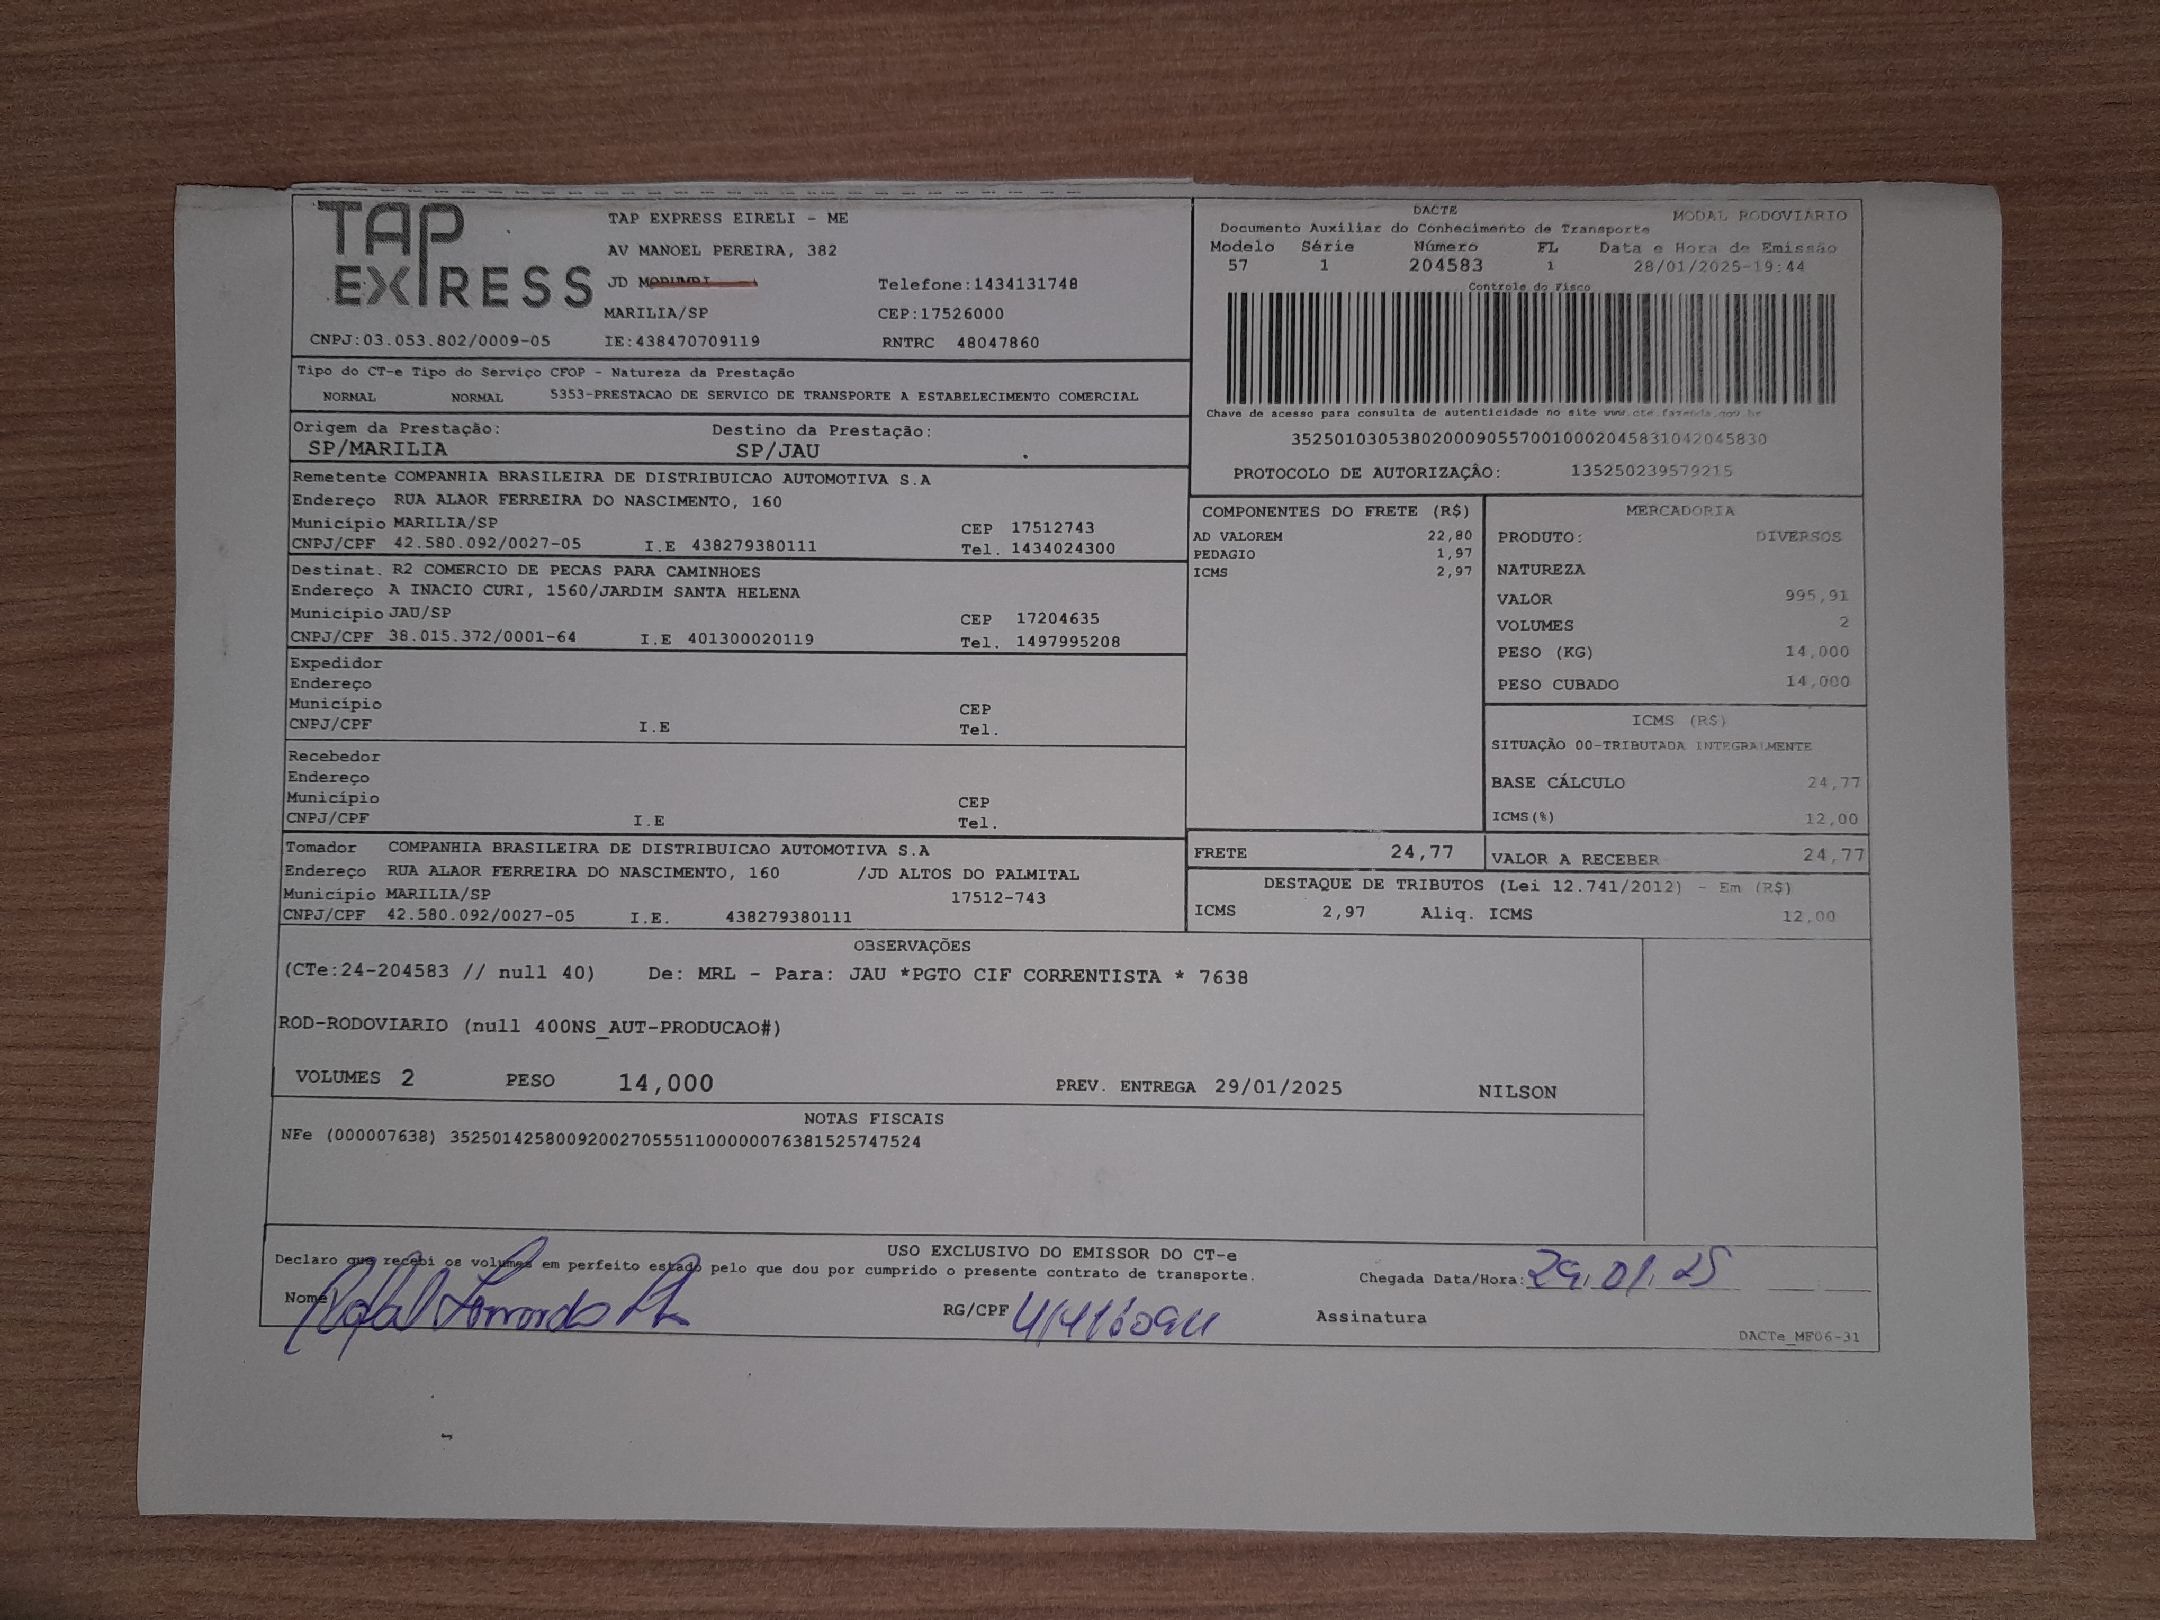 TAP EXPRESS
TAP EXPRESS EIRELI - ME
AV MANOEL PEREIRA, 382
JD Telefone:1434131748
MARILIA/SP CEP:17526000
CNPJ:03.053.802/0009-05 IE:438470709119 RNTRC 48047860
DACTE MODAL RODOVIARIO
Documento Auxiliar do Conhecimento de Transporte
Modelo Série Número FL Data e Hora de Emissão
57 1 204583 1 28/01/2025-19:44
Controle do Fisco
Chave de acesso para consulta de autenticidade no site www.cte.fazenda.gov.br
35250103053802000905570010002045831042045830
PROTOCOLO DE AUTORIZAÇÂO: 135250239579215
Tipo do CT-e Tipo do Serviço CFOP - Natureza da Prestação
NORMAL NORMAL 5353-PRESTACAO DE SERVICO DE TRANSPORTE A ESTABELECIMENTO COMERCIAL
Origem da Prestação: Destino da Prestação:
SP/MARILIA SP/JAU
Remetente COMPANHIA BRASILEIRA DE DISTRIBUICAO AUTOMOTIVA S.A
Endereço RUA ALAOR FERREIRA DO NASCIMENTO, 160
Município MARILIA/SP CEP 17512743
CNPJ/CPF 42.580.092/0027-05 I.E 438279380111 Tel. 1434024300
Destinat. R2 COMERCIO DE PECAS PARA CAMINHOES
Endereço A INACIO CURI, 1560/JARDIM SANTA HELENA
Município JAU/SP CEP 17204635
CNPJ/CPF 38.015.372/0001-64 I.E 401300020119 Tel. 1497995208
Expedidor
Endereço
Município CEP
CNPJ/CPF I.E Tel.
Recebedor
Endereço
Município CEP
CNPJ/CPF I.E Tel.
Tomador COMPANHIA BRASILEIRA DE DISTRIBUICAO AUTOMOTIVA S.A
Endereço RUA ALAOR FERREIRA DO NASCIMENTO, 160 /JD ALTOS DO PALMITAL
Município MARILIA/SP 17512-743
CNPJ/CPF 42.580.092/0027-05 I.E. 438279380111
COMPONENTES DO FRETE (R$)
AD VALOREM 22,80
PEDAGIO 1,97
ICMS 2,97
MERCADORIA
PRODUTO: DIVERSOS
NATUREZA
VALOR 995,91
VOLUMES 2
PESO (KG) 14,000
PESO CUBADO 14,000
ICMS (R$)
SITUAÇÃO 00-TRIBUTADA INTEGRALMENTE
BASE CÁLCULO 24,77
ICMS(%) 12,00
FRETE 24,77 VALOR A RECEBER 24,77
DESTAQUE DE TRIBUTOS (Lei 12.741/2012) - Em (R$)
ICMS 2,97 Aliq. ICMS 12,00
OBSERVAÇÕES
(CTe:24-204583 // null 40) De: MRL - Para: JAU *PGTO CIF CORRENTISTA * 7638
ROD-RODOVIARIO (null 400NS_AUT-PRODUCAO#)
VOLUMES 2 PESO 14,000 PREV. ENTREGA 29/01/2025 NILSON
NOTAS FISCAIS
NFe (000007638) 35250142580092002705551100000076381525747524
USO EXCLUSIVO DO EMISSOR DO CT-e
Declaro que recebi os volumes em perfeito estado pelo que dou por cumprido o presente contrato de transporte.
Chegada Data/Hora: 29.01.25
Nome RG/CPF Assinatura
DACTe_MF06-31